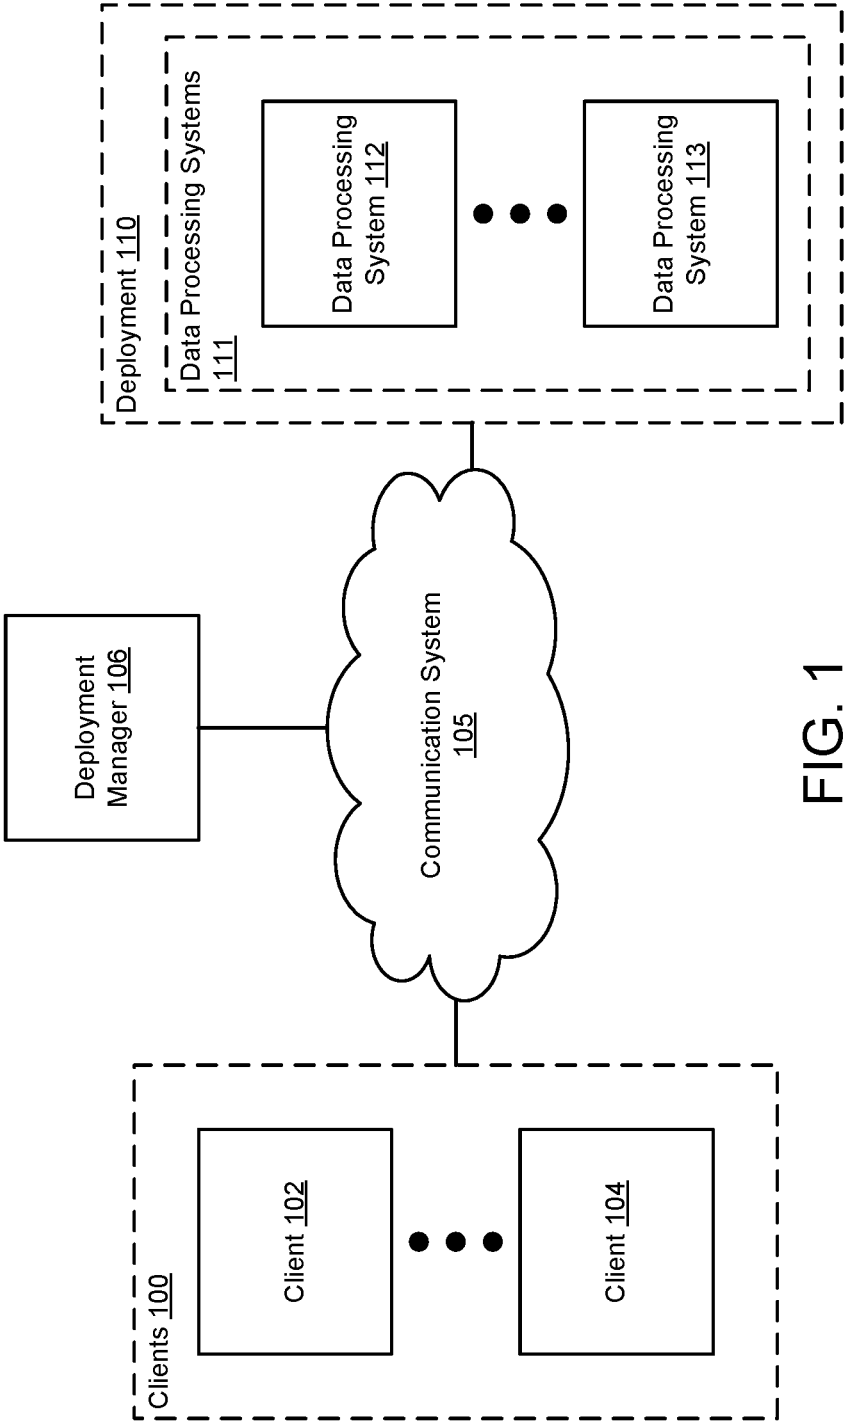 Deployment
Manager 106
Clients 100
Client 102
Client 104
Communication System
105
Deployment 110
Data Processing Systems
111
Data Processing
System 112
Data Processing
System 113
FIG. 1